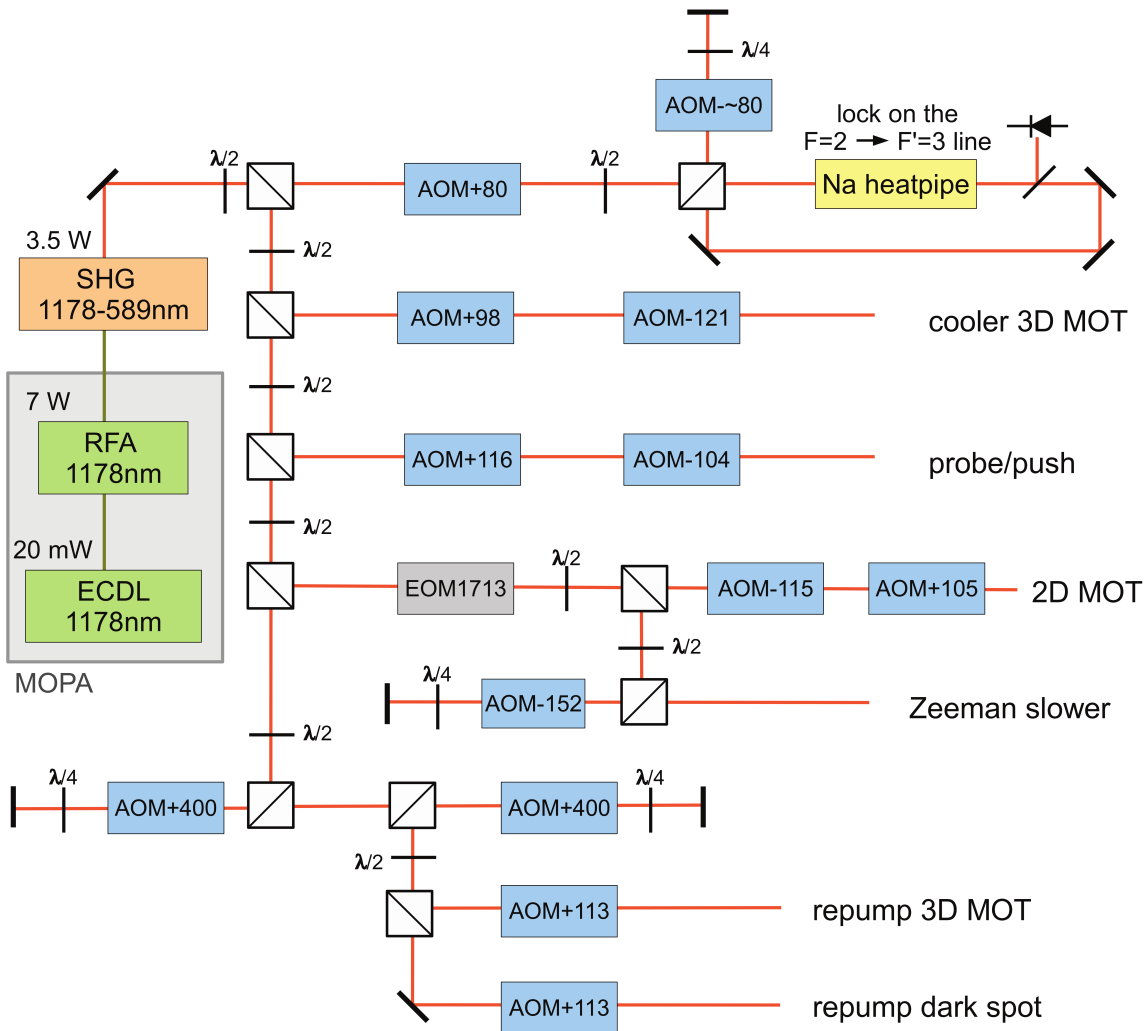 λ/4
AOM-~80
lock on the
F=2 → F'=3 line
λ/2
AOM+80
λ/2
Na heatpipe
3.5 W
SHG
1178-589nm
λ/2
AOM+98
AOM-121
cooler 3D MOT
7 W
RFA
1178nm
λ/2
AOM+116
AOM-104
probe/push
20 mW
ECDL
1178nm
MOPA
λ/2
EOM1713
λ/2
AOM-115
AOM+105
2D MOT
λ/2
λ/4
AOM-152
Zeeman slower
λ/2
λ/4
AOM+400
AOM+400
λ/4
λ/2
AOM+113
repump 3D MOT
AOM+113
repump dark spot